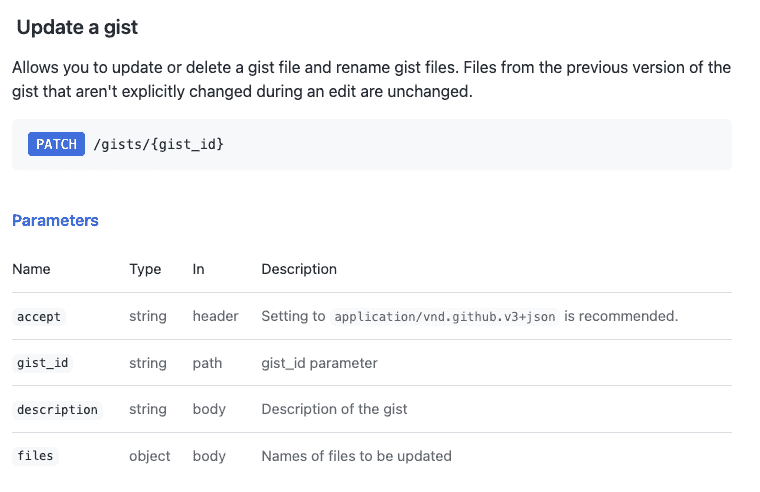 Update a gist
Allows you to update or delete a gist file and rename gist files. Files from the previous version of the
gist that aren't explicitly changed during an edit are unchanged.
PATCH /gists/{gist_id}
Parameters
Name Type In Description
accept string header Setting to application/vnd.github.v3+json is recommended.
gist_id string path gist_id parameter
description string body Description of the gist
files object body Names of files to be updated